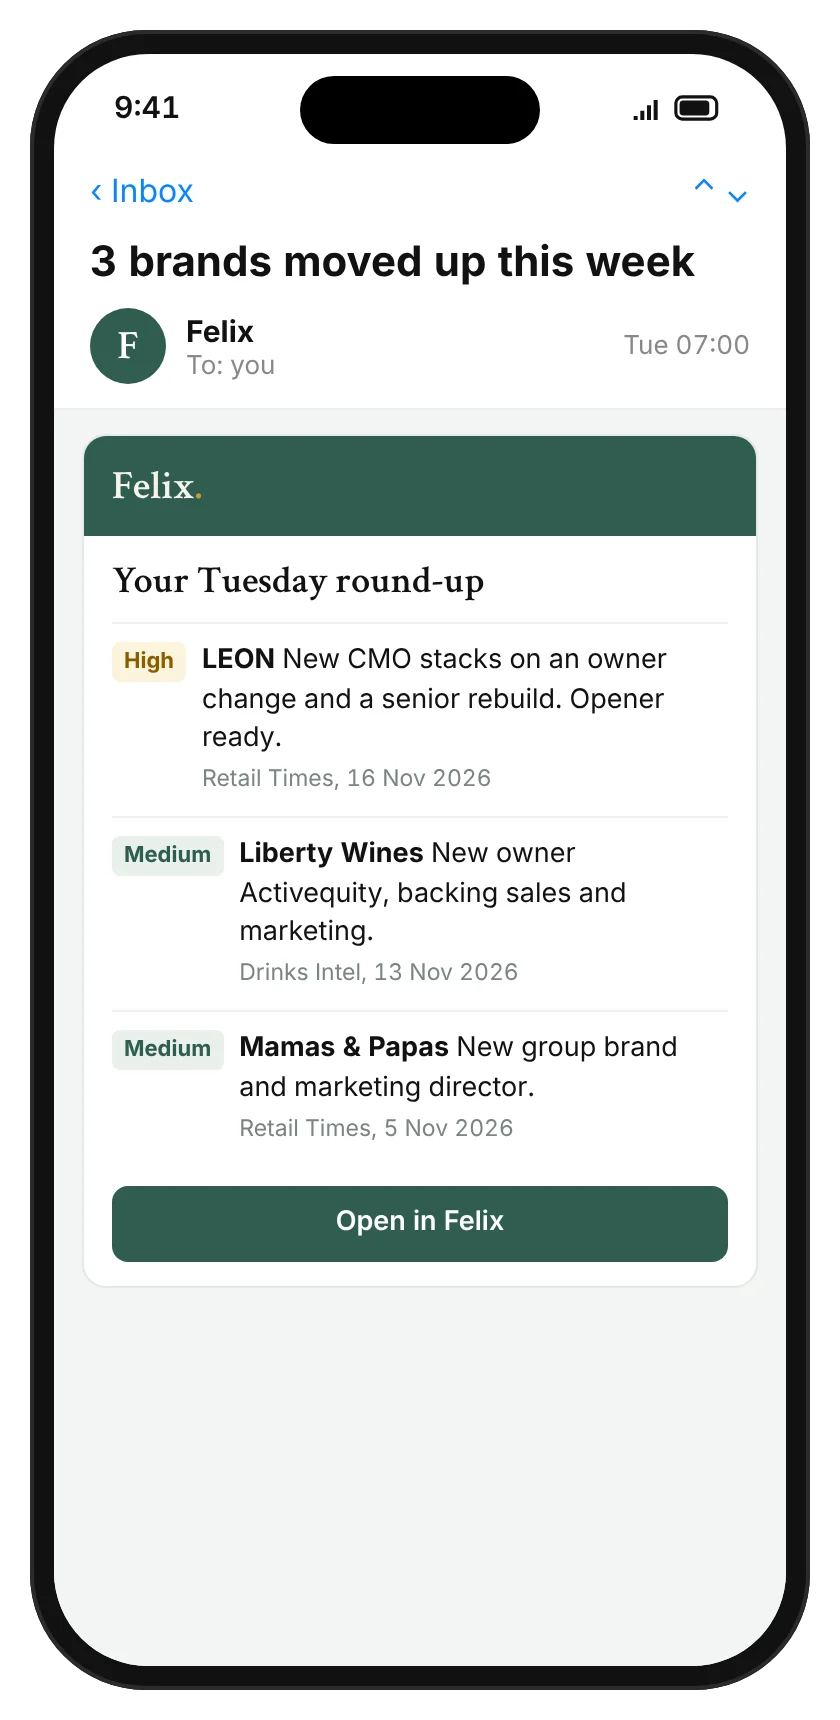 9:41
‹ Inbox
3 brands moved up this week
F
Felix
To: you
Tue 07:00
Felix.
Your Tuesday round-up
High
LEON New CMO stacks on an owner
change and a senior rebuild. Opener
ready.
Retail Times, 16 Nov 2026
Medium
Liberty Wines New owner
Activequity, backing sales and
marketing.
Drinks Intel, 13 Nov 2026
Medium
Mamas & Papas New group brand
and marketing director.
Retail Times, 5 Nov 2026
Open in Felix